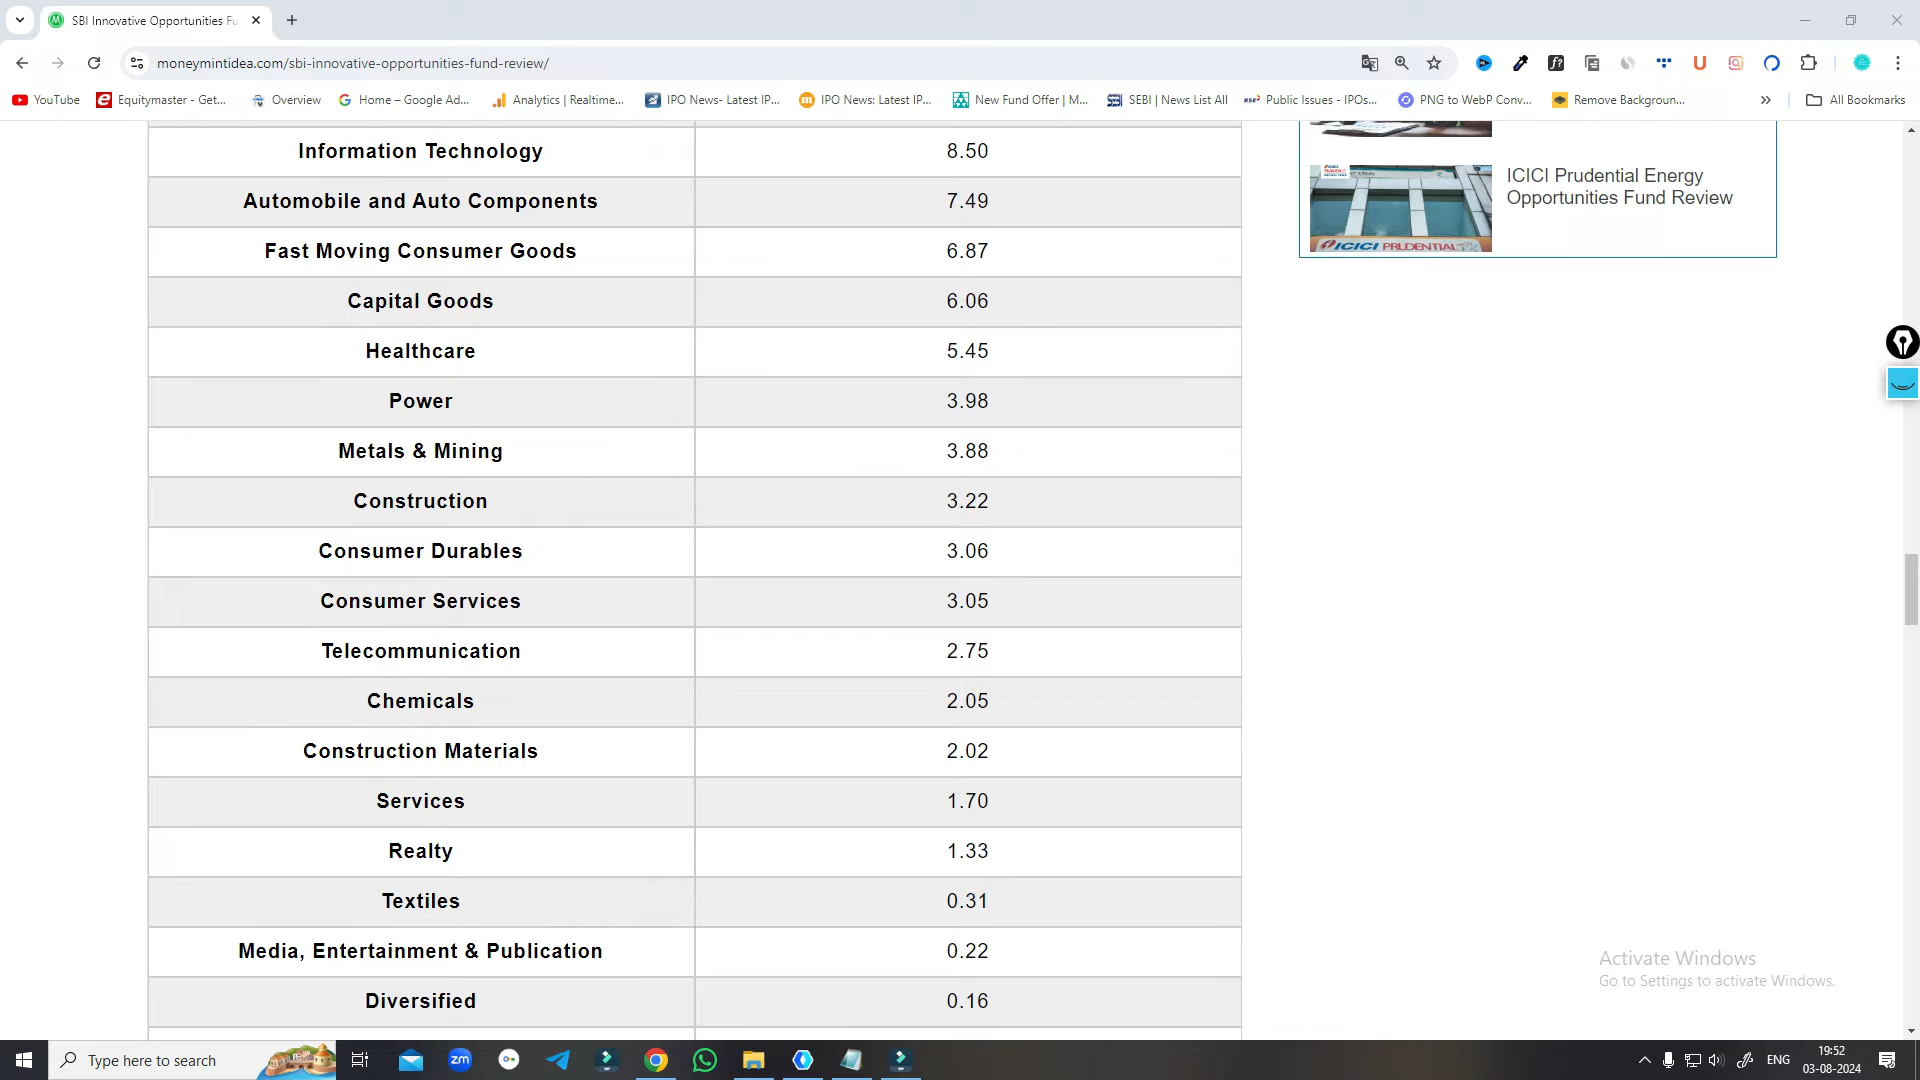 SBI Innovative Opportunities Fu
moneymintidea.com/sbi-innovative-opportunities-fund-review/
YouTube
Equitymaster - Get...
Overview
Home – Google Ad...
Analytics | Realtime...
IPO News- Latest IP...
IPO News: Latest IP...
New Fund Offer | M...
SEBI | News List All
Public Issues - IPOs...
PNG to WebP Conv...
Remove Backgroun...
All Bookmarks
Information Technology 8.50
Automobile and Auto Components 7.49
Fast Moving Consumer Goods 6.87
Capital Goods 6.06
Healthcare 5.45
Power 3.98
Metals & Mining 3.88
Construction 3.22
Consumer Durables 3.06
Consumer Services 3.05
Telecommunication 2.75
Chemicals 2.05
Construction Materials 2.02
Services 1.70
Realty 1.33
Textiles 0.31
Media, Entertainment & Publication 0.22
Diversified 0.16
ICICI PRUDENTIAL
ICICI Prudential Energy
Opportunities Fund Review
Activate Windows
Go to Settings to activate Windows.
Type here to search
zm
ENG
19:52
03-08-2024